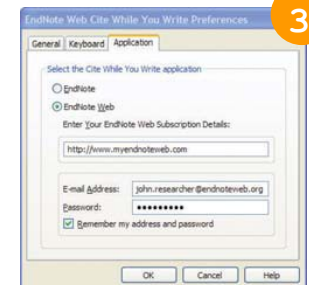 EndNote Web Cite While You Write Preferences
3
General Keyboard Application
Select the Cite While You Write application
EndNote
EndNote Web
Enter Your EndNote Web Subscription Details:
http://www.myendnoteweb.com
E-mail Address: john.researcher@endnoteweb.org
Password: •••••••••
Remember my address and password
OK Cancel Help